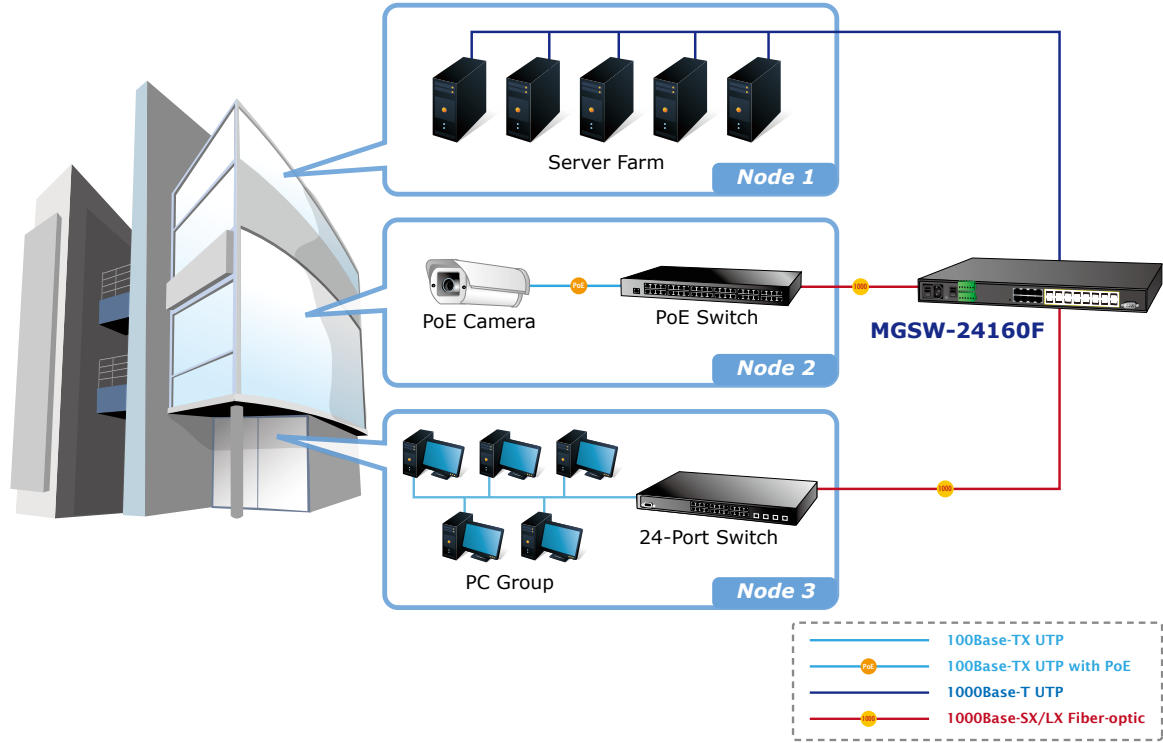 Server Farm
Node 1
PoE Camera
PoE
PoE Switch
1000
MGSW-24160F
Node 2
PC Group
24-Port Switch
1000
Node 3
100Base-TX UTP
PoE
100Base-TX UTP with PoE
1000Base-T UTP
1000
1000Base-SX/LX Fiber-optic